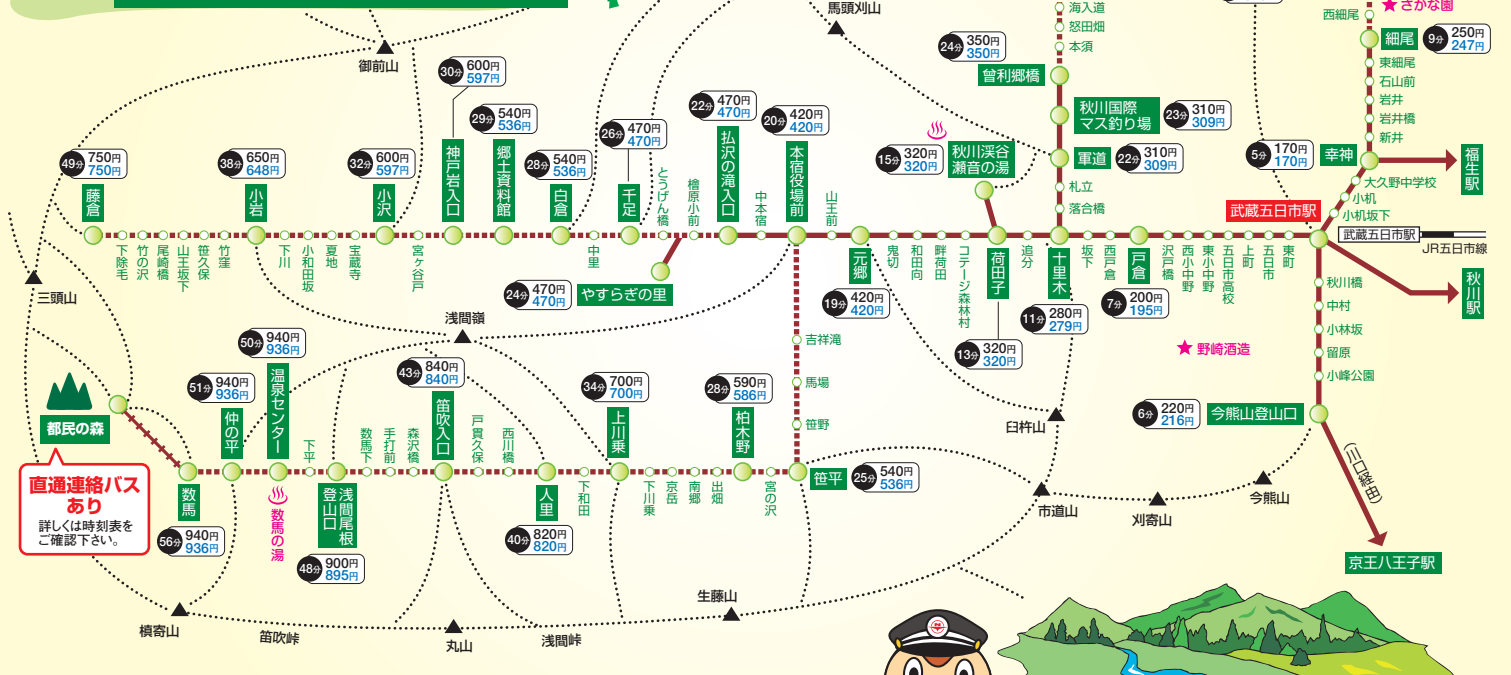 馬頭刈山
御前山
海入道
怒田畑
本須
24分 350円
350円
曾利郷橋
秋川国際
マス釣り場
23分 310円
309円
軍道
22分 310円
309円
札立
落合橋
さかな園
西細尾
細尾
9分 250円
247円
東細尾
石山前
岩井
岩井橋
新井
幸神
5分 170円
170円
福生駅
大久野中学校
小机
小机坂下
武蔵五日市駅
武蔵五日市駅
JR五日市線
秋川駅
49分 750円
750円
藤倉
下除毛
竹の沢
尾崎橋
山王坂下
笹久保
竹窪
38分 650円
648円
小岩
下川
小和田坂
夏地
宝蔵寺
32分 600円
597円
小沢
宮ヶ谷戸
30分 600円
597円
神戸岩入口
29分 540円
536円
郷土資料館
28分 540円
536円
白倉
中里
26分 470円
470円
千足
とうげん橋
檜原小前
24分 470円
470円
やすらぎの里
22分 470円
470円
払沢の滝入口
中本宿
20分 420円
420円
本宿役場前
山王前
元郷
19分 420円
420円
鬼切
和田向
畔荷田
コテージ森林村
15分 320円
320円
秋川渓谷
瀬音の湯
荷田子
13分 320円
320円
追分
十里木
11分 280円
279円
坂下
西戸倉
戸倉
7分 200円
195円
沢戸橋
西小中野
東小中野
五日市高校
上町
五日市
東町
野崎酒造
秋川橋
中村
小林坂
留原
小峰公園
6分 220円
216円
今熊山登山口
(川口経由)
京王八王子駅
三頭山
浅間嶺
臼杵山
市道山
刈寄山
今熊山
吉祥滝
馬場
笹野
笹平
25分 540円
536円
宮の沢
28分 590円
586円
柏木野
出畑
南郷
京岳
下川乗
34分 700円
700円
上川乗
下和田
人里
40分 820円
820円
西川橋
戸貫久保
43分 840円
840円
笛吹入口
森沢橋
手打前
数馬下
浅間尾根
登山口
48分 900円
895円
下平
50分 940円
936円
温泉センター
数馬の湯
51分 940円
936円
仲の平
数馬
56分 940円
936円
都民の森
直通連絡バス
あり
詳しくは時刻表を
ご確認下さい。
槙寄山
笛吹峠
丸山
浅間峠
生藤山